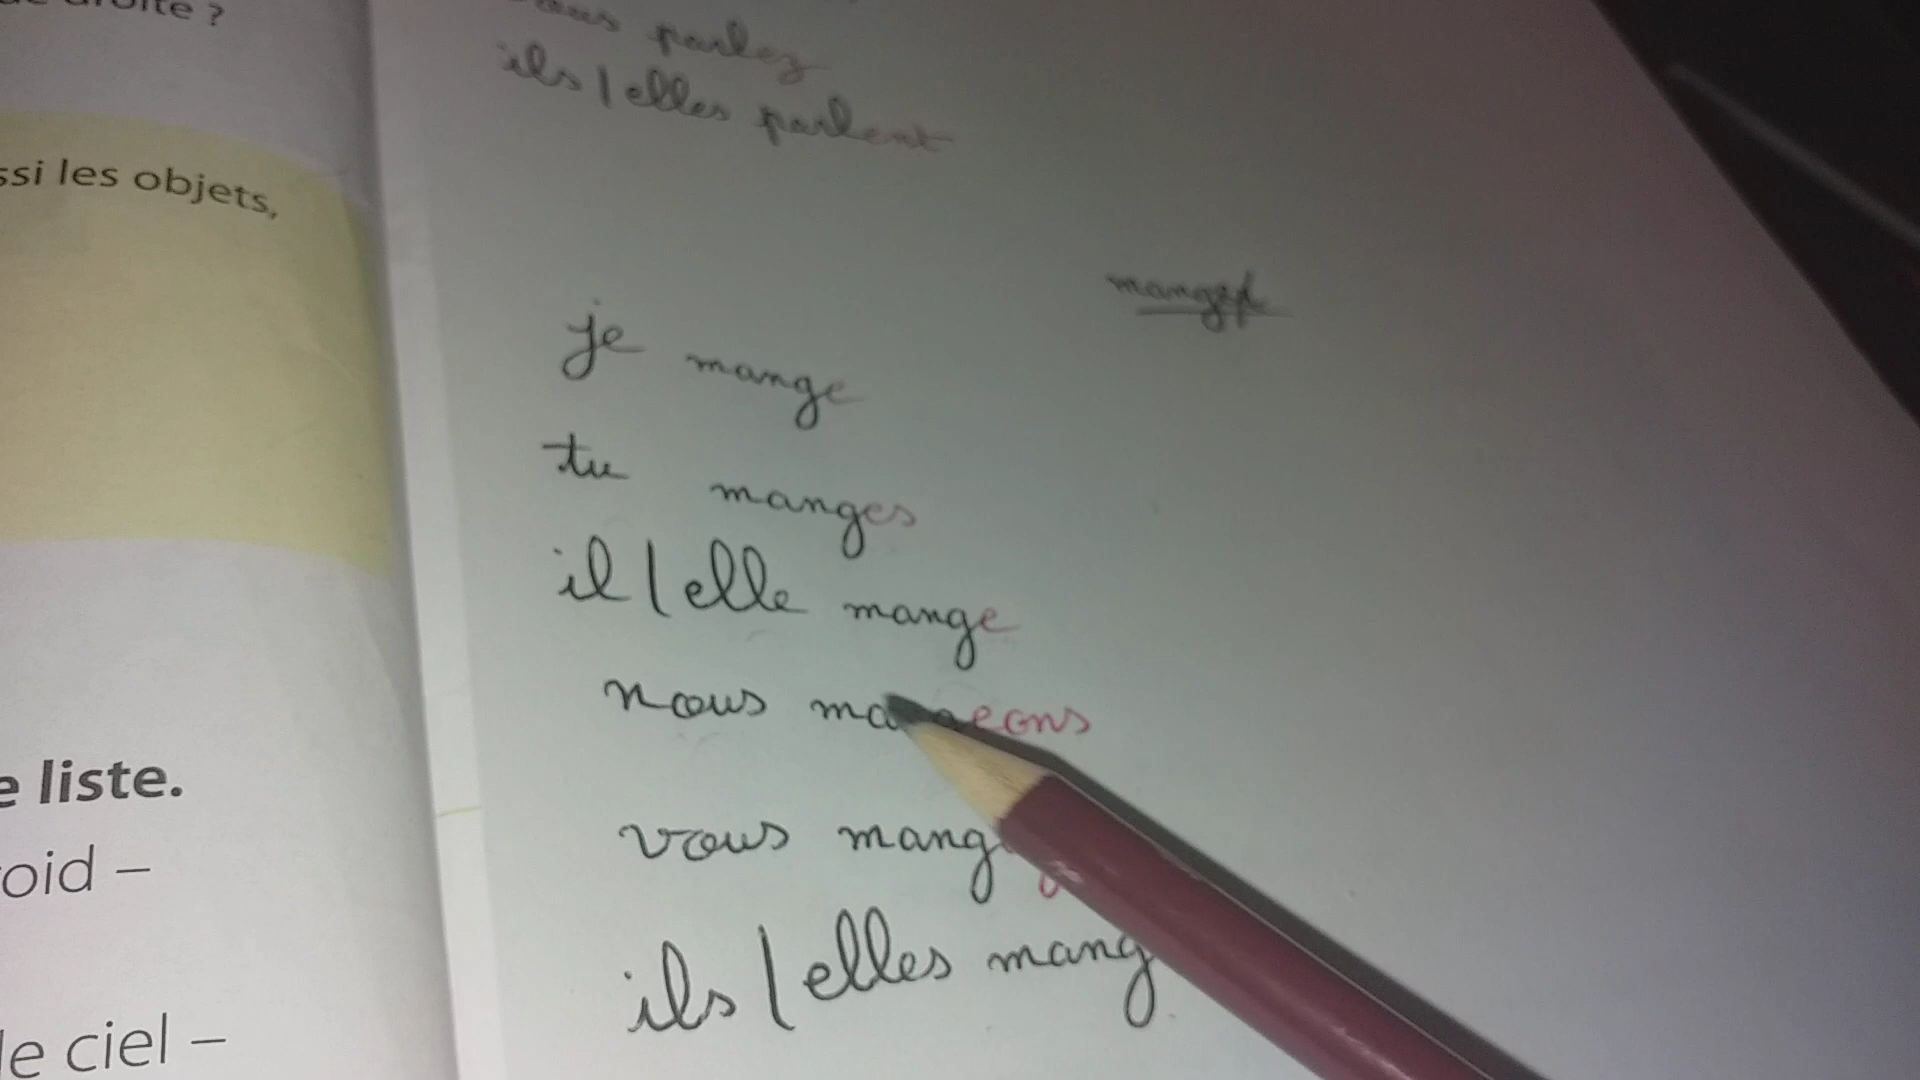 droite ?
ssi les objets,
e liste.
oid –
le ciel –
parlez
ils / elles parlent
je mange
tu manges
il / elle mange
nous
vous
ils / elles